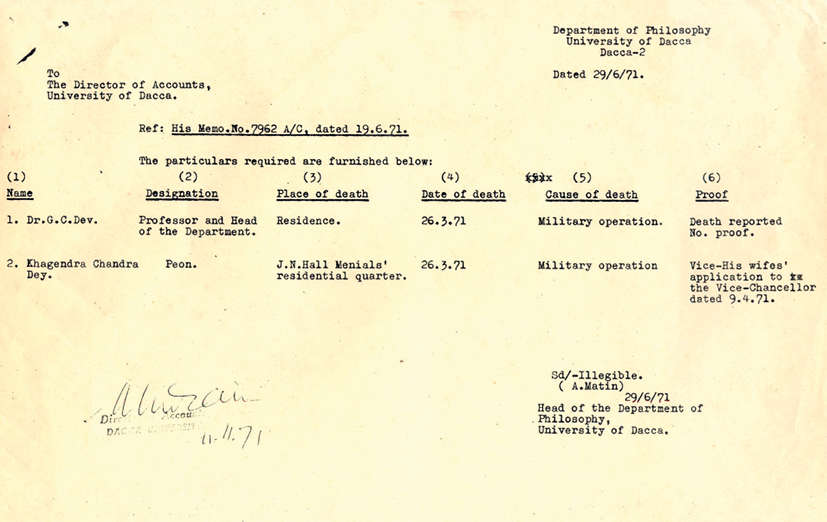 Department of Philosophy
University of Dacca
Dacca-2
Dated 29/6/71.
To
The Director of Accounts,
University of Dacca.
Ref: His Memo.No.7962 A/C, dated 19.6.71.
The particulars required are furnished below:
(1) (2) (3) (4) (5) (6)
Name Designation Place of death Date of death Cause of death Proof
1. Dr.G.C.Dev. Professor and Head Residence. 26.3.71 Military operation. Death reported
of the Department. No. proof.
2. Khagendra Chandra Peon. J.N.Hall Menials' 26.3.71 Military operation Vice-His wifes'
Dey. residential quarter. application to
the Vice-Chancellor
dated 9.4.71.
Sd/-Illegible.
( A.Matin)
29/6/71
Head of the Department of
Philosophy,
University of Dacca.
DACCA
11.11.71